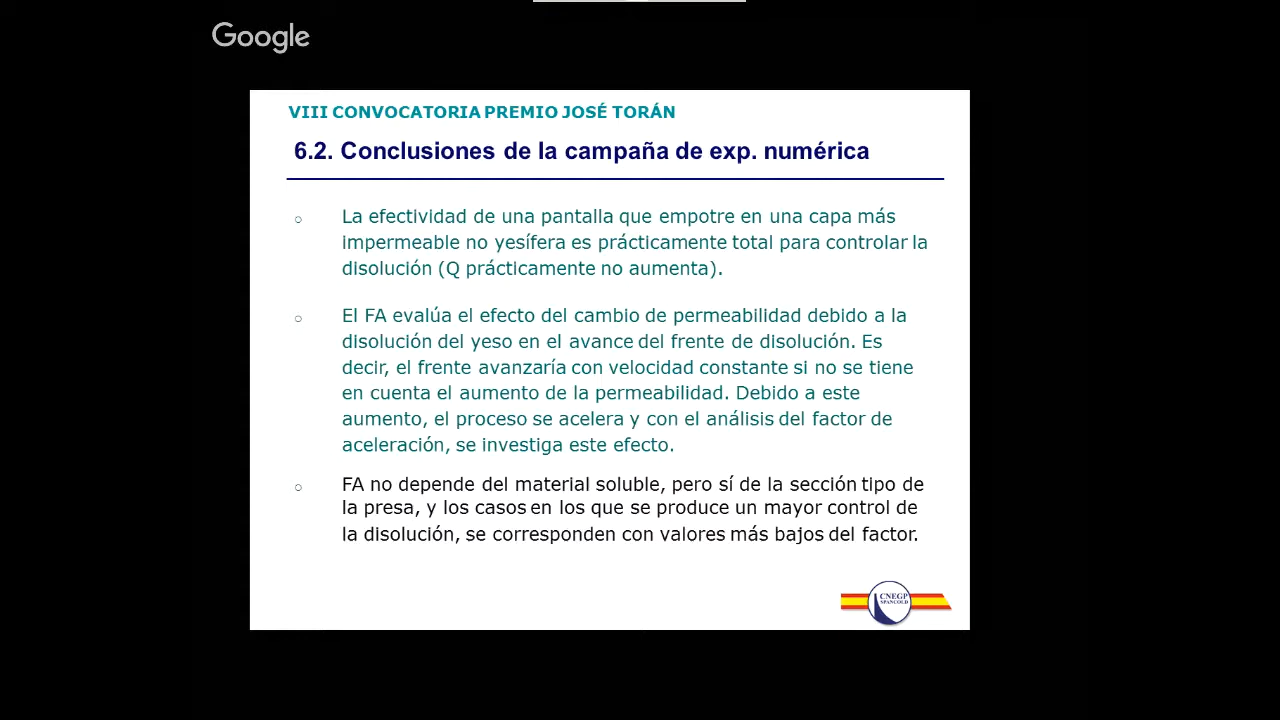 Google
VIII CONVOCATORIA PREMIO JOSÉ TORÁN
6.2. Conclusiones de la campaña de exp. numérica
○ La efectividad de una pantalla que empotre en una capa más
impermeable no yesífera es prácticamente total para controlar la
disolución (Q prácticamente no aumenta).
○ El FA evalúa el efecto del cambio de permeabilidad debido a la
disolución del yeso en el avance del frente de disolución. Es
decir, el frente avanzaría con velocidad constante si no se tiene
en cuenta el aumento de la permeabilidad. Debido a este
aumento, el proceso se acelera y con el análisis del factor de
aceleración, se investiga este efecto.
○ FA no depende del material soluble, pero sí de la sección tipo de
la presa, y los casos en los que se produce un mayor control de
la disolución, se corresponden con valores más bajos del factor.
CNEGP
SPANCOLD